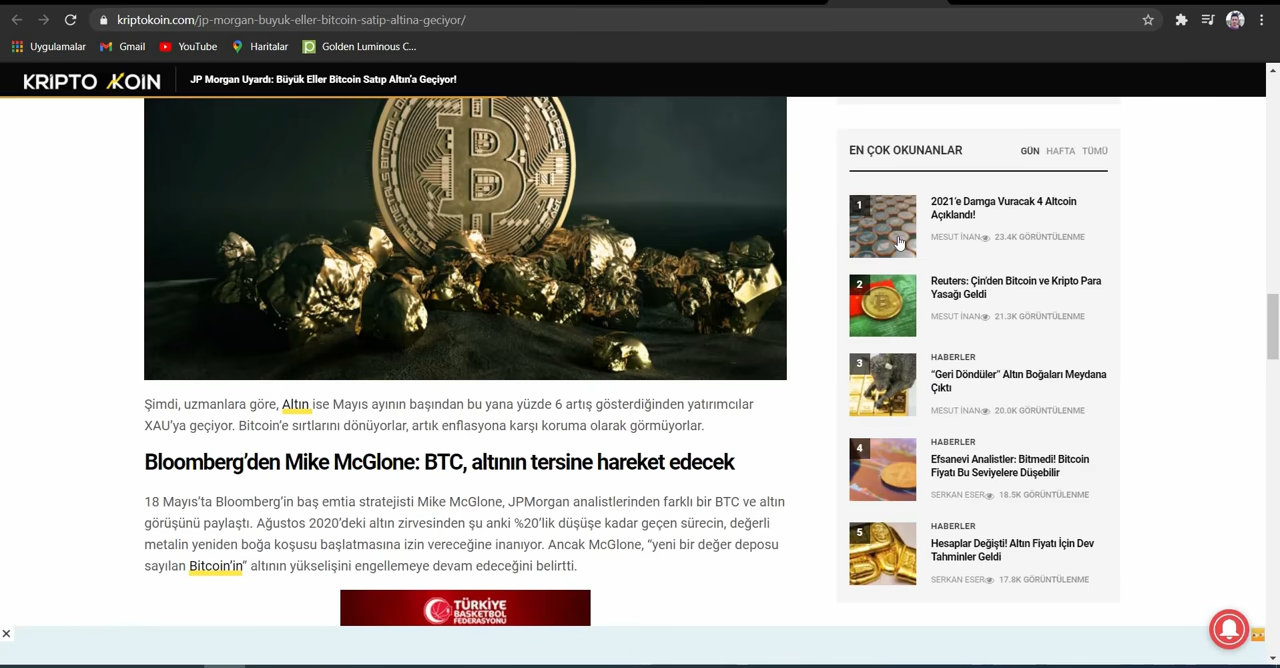 kriptokoin.com/jp-morgan-buyuk-eller-bitcoin-satip-altina-geciyor/
Uygulamalar
Gmail
YouTube
Haritalar
Golden Luminous C...
KRIPTO KOIN
JP Morgan Uyardı: Büyük Eller Bitcoin Satıp Altın'a Geçiyor!
Şimdi, uzmanlara göre, Altın ise Mayıs ayının başından bu yana yüzde 6 artış gösterdiğinden yatırımcılar
XAU'ya geçiyor. Bitcoin'e sırtlarını dönüyorlar, artık enflasyona karşı koruma olarak görmüyorlar.
Bloomberg'den Mike McGlone: BTC, altının tersine hareket edecek
18 Mayıs'ta Bloomberg'in baş emtia stratejisti Mike McGlone, JPMorgan analistlerinden farklı bir BTC ve altın
görüşünü paylaştı. Ağustos 2020'deki altın zirvesinden şu anki %20'lik düşüşe kadar geçen sürecin, değerli
metalin yeniden boğa koşusu başlatmasına izin vereceğine inanıyor. Ancak McGlone, "yeni bir değer deposu
sayılan Bitcoin'in" altının yükselişini engellemeye devam edeceğini belirtti.
TÜRKİYE
BASKETBOL
FEDERASYONU
EN ÇOK OKUNANLAR
GÜN HAFTA TÜMÜ
1
2021'e Damga Vuracak 4 Altcoin
Açıklandı!
MESUT İNAN 23.4K GÖRÜNTÜLENME
2
Reuters: Çin'den Bitcoin ve Kripto Para
Yasağı Geldi
MESUT İNAN 21.3K GÖRÜNTÜLENME
3
HABERLER
"Geri Döndüler" Altın Boğaları Meydana
Çıktı
MESUT İNAN 20.0K GÖRÜNTÜLENME
4
HABERLER
Efsanevi Analistler: Bitmedi! Bitcoin
Fiyatı Bu Seviyelere Düşebilir
SERKAN ESER 18.5K GÖRÜNTÜLENME
5
HABERLER
Hesaplar Değişti! Altın Fiyatı İçin Dev
Tahminler Geldi
SERKAN ESER 17.8K GÖRÜNTÜLENME